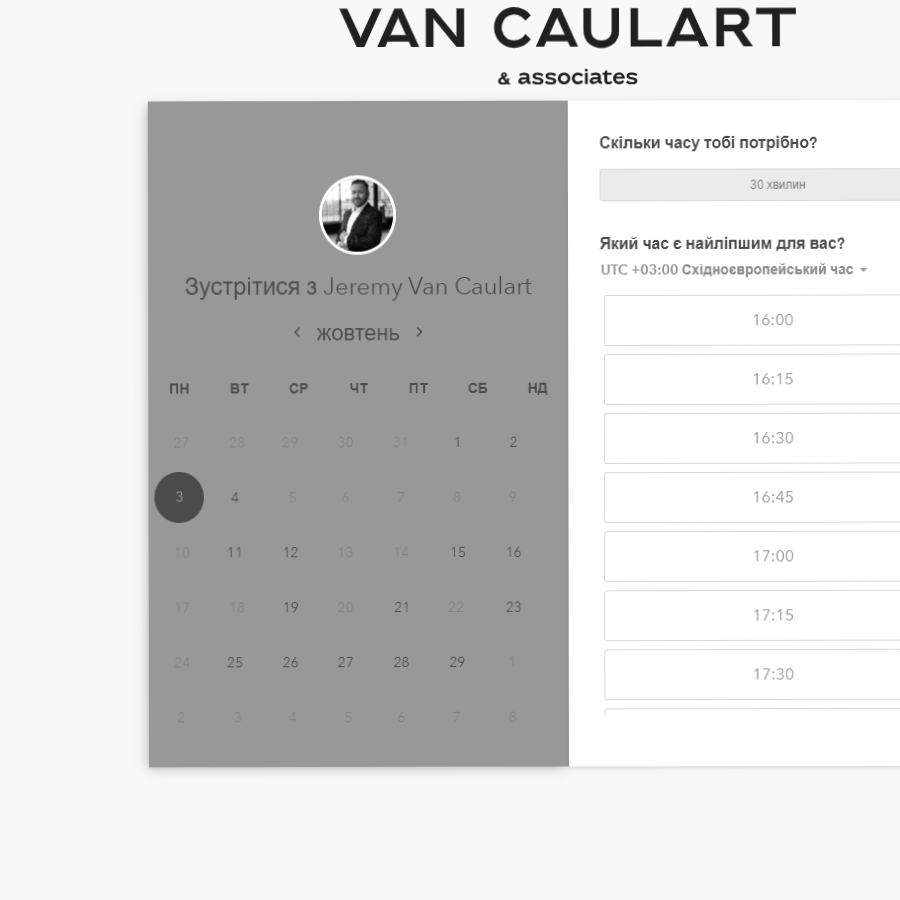 VAN CAULART
& associates
Зустрітися з Jeremy Van Caulart
жовтень
ПН ВТ СР ЧТ ПТ СБ НД
27 28 29 30 31 1 2
3 4 5 6 7 8 9
10 11 12 13 14 15 16
17 18 19 20 21 22 23
24 25 26 27 28 29 1
2 3 4 5 6 7 8
Скільки часу тобі потрібно?
30 хвилин
Який час є найліпшим для вас?
UTC +03:00 Східноєвропейський час
16:00
16:15
16:30
16:45
17:00
17:15
17:30